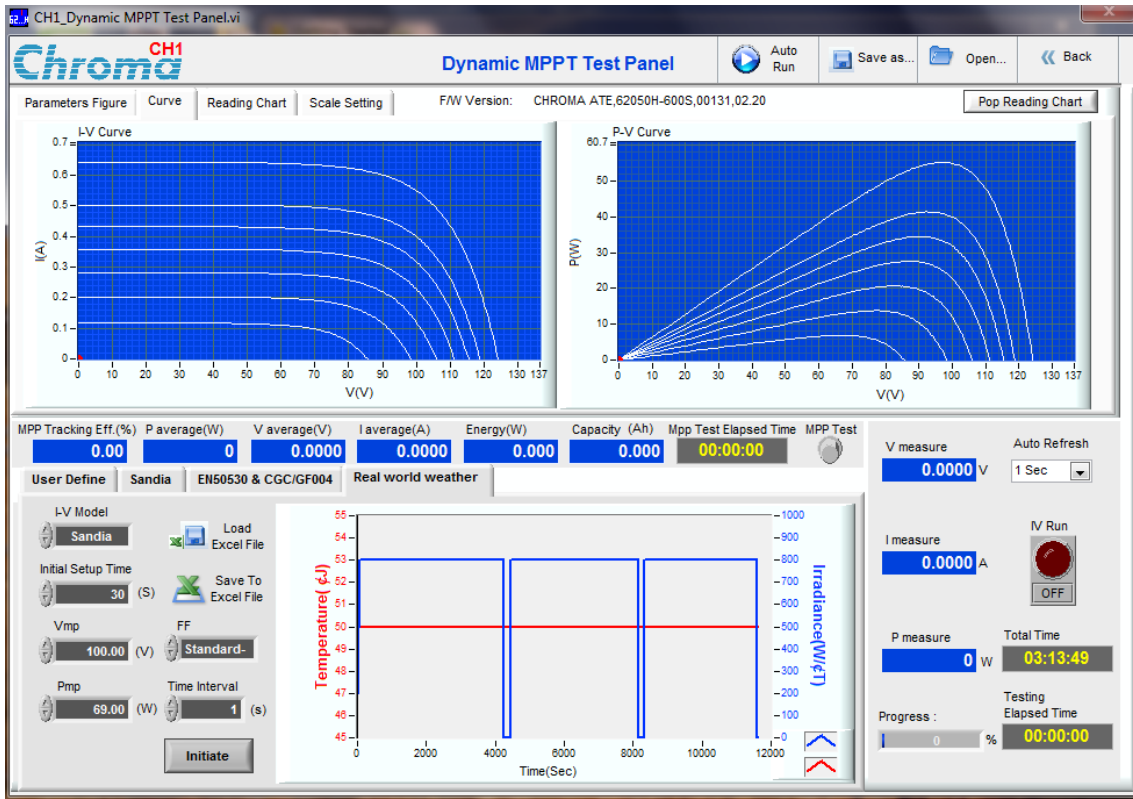 CH1_Dynamic MPPT Test Panel.vi
Chroma CH1
Dynamic MPPT Test Panel
Auto Run
Save as...
Open...
Back
Parameters Figure
Curve
Reading Chart
Scale Setting
F/W Version: CHROMA ATE,62050H-600S,00131,02.20
Pop Reading Chart
I-V Curve
0.7
0.6
0.5
0.4
0.3
0.2
0.1
0
I(A)
0 10 20 30 40 50 60 70 80 90 100 110 120 130 137
V(V)
P-V Curve
60.7
50
40
30
20
10
0
P(W)
0 10 20 30 40 50 60 70 80 90 100 110 120 130 137
V(V)
MPP Tracking Eff.(%) P average(W) V average(V) I average(A) Energy(W) Capacity (Ah) Mpp Test Elapsed Time MPP Test
0.00 0 0.0000 0.0000 0.000 0.000 00:00:00
User Define
Sandia
EN50530 & CGC/GF004
Real world weather
I-V Model
Sandia
Load
Excel File
Initial Setup Time
30 (S)
Save To
Excel File
Vmp
100.00 (V)
FF
Standard-
Pmp
69.00 (W)
Time Interval
1 (s)
Initiate
55
54
53
52
51
50
49
48
47
46
45
Temperature( ¢J)
0 2000 4000 6000 8000 10000 12000
Time(Sec)
1000
900
800
700
600
500
400
300
200
100
0
Irradiance(W/¢T)
V measure
0.0000 V
Auto Refresh
1 Sec
I measure
0.0000 A
IV Run
OFF
P measure
0 W
Total Time
03:13:49
Progress :
0 %
Testing
Elapsed Time
00:00:00